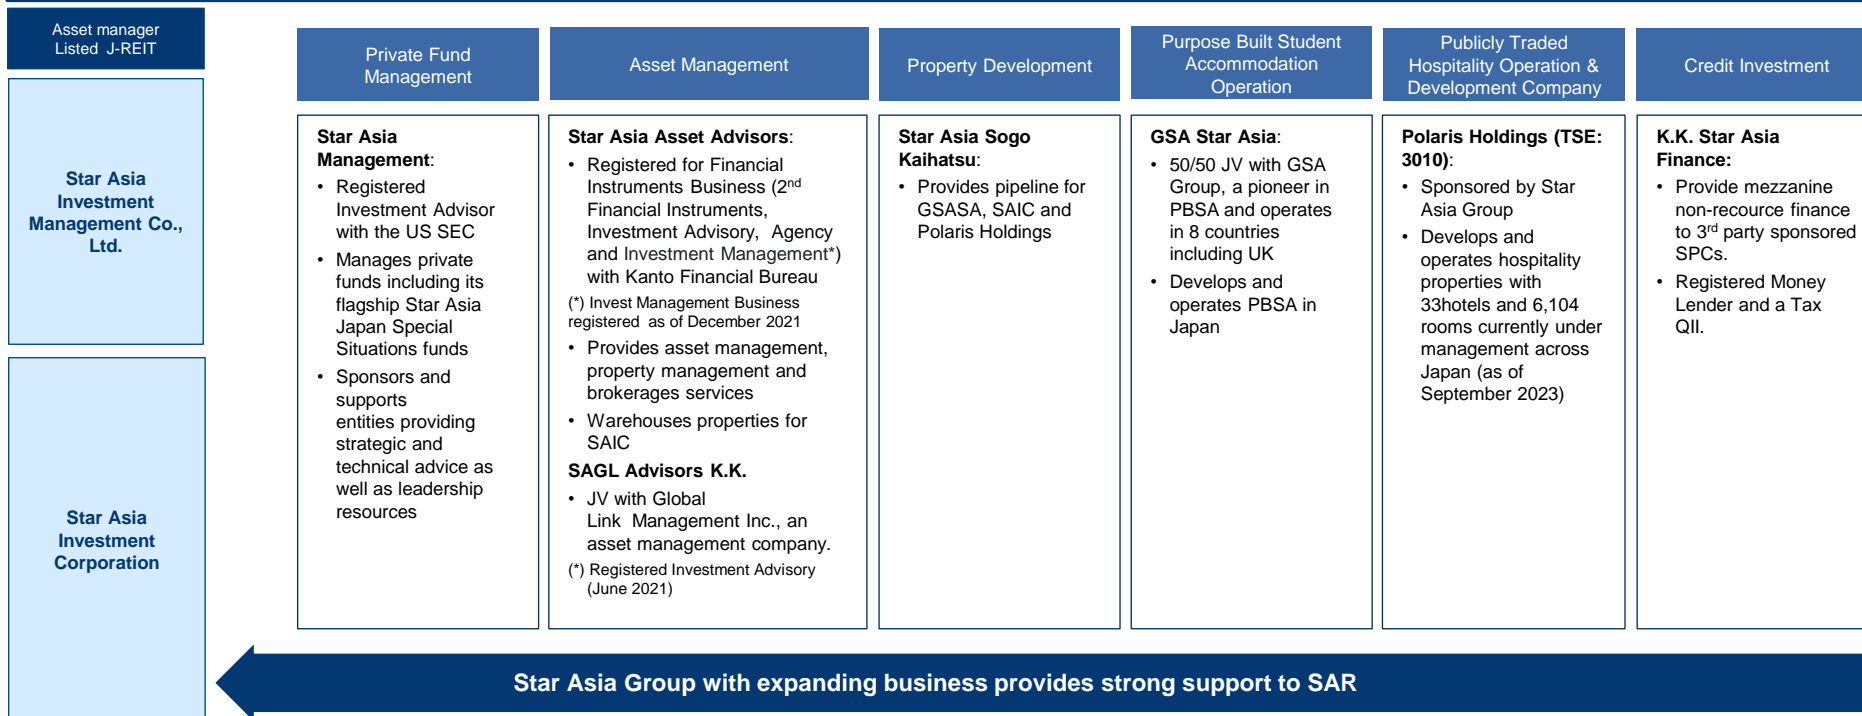 Asset manager
Listed J-REIT
Star Asia
Investment
Management Co.,
Ltd.
Star Asia
Investment
Corporation
Private Fund
Management
Star Asia
Management:
• Registered
Investment Advisor
with the US SEC
• Manages private
funds including its
flagship Star Asia
Japan Special
Situations funds
• Sponsors and
supports
entities providing
strategic and
technical advice as
well as leadership
resources
Asset Management
Star Asia Asset Advisors:
• Registered for Financial
Instruments Business (2nd
Financial Instruments,
Investment Advisory, Agency
and Investment Management*)
with Kanto Financial Bureau
(*) Invest Management Business
registered as of December 2021
• Provides asset management,
property management and
brokerages services
• Warehouses properties for
SAIC
SAGL Advisors K.K.
• JV with Global
Link Management Inc., an
asset management company.
(*) Registered Investment Advisory
(June 2021)
Property Development
Star Asia Sogo
Kaihatsu:
• Provides pipeline for
GSASA, SAIC and
Polaris Holdings
Purpose Built Student
Accommodation
Operation
GSA Star Asia:
• 50/50 JV with GSA
Group, a pioneer in
PBSA and operates
in 8 countries
including UK
• Develops and
operates PBSA in
Japan
Publicly Traded
Hospitality Operation &
Development Company
Polaris Holdings (TSE:
3010):
• Sponsored by Star
Asia Group
• Develops and
operates hospitality
properties with
33hotels and 6,104
rooms currently under
management across
Japan (as of
September 2023)
Credit Investment
K.K. Star Asia
Finance:
• Provide mezzanine
non-recource finance
to 3rd party sponsored
SPCs.
• Registered Money
Lender and a Tax
QII.
Star Asia Group with expanding business provides strong support to SAR